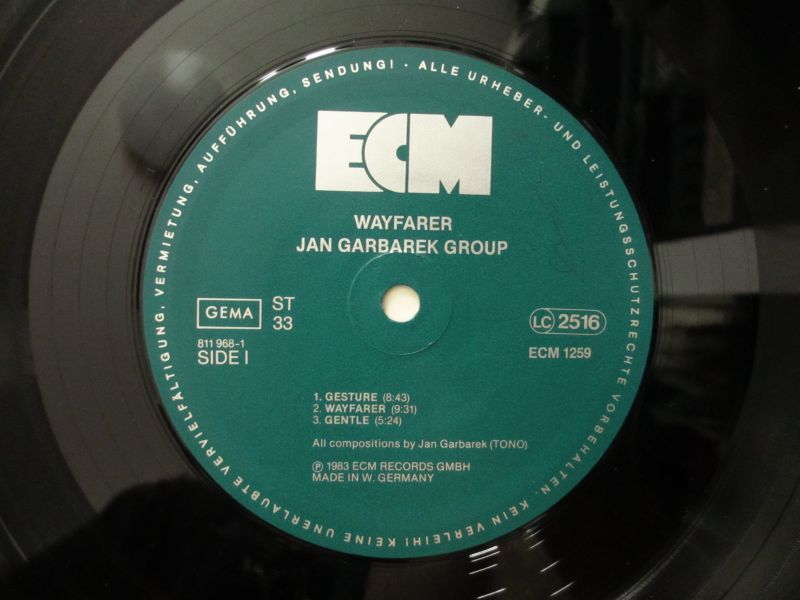 ALLE URHEBER- UND LEISTUNGSSCHUTZRECHTE VORBEHALTEN. KEIN VERLEIH! KEINE UNERLAUBTE VERVIELFÄLTIGUNG, VERMIETUNG, AUFFÜHRUNG, SENDUNG! ·
ECM
WAYFARER
JAN GARBAREK GROUP
GEMA
ST
33
LC 2516
811 968-1
SIDE I
ECM 1259
1. GESTURE (8:43)
2. WAYFARER (9:31)
3. GENTLE (5:24)
All compositions by Jan Garbarek (TONO)
Ⓟ 1983 ECM RECORDS GMBH
MADE IN W. GERMANY